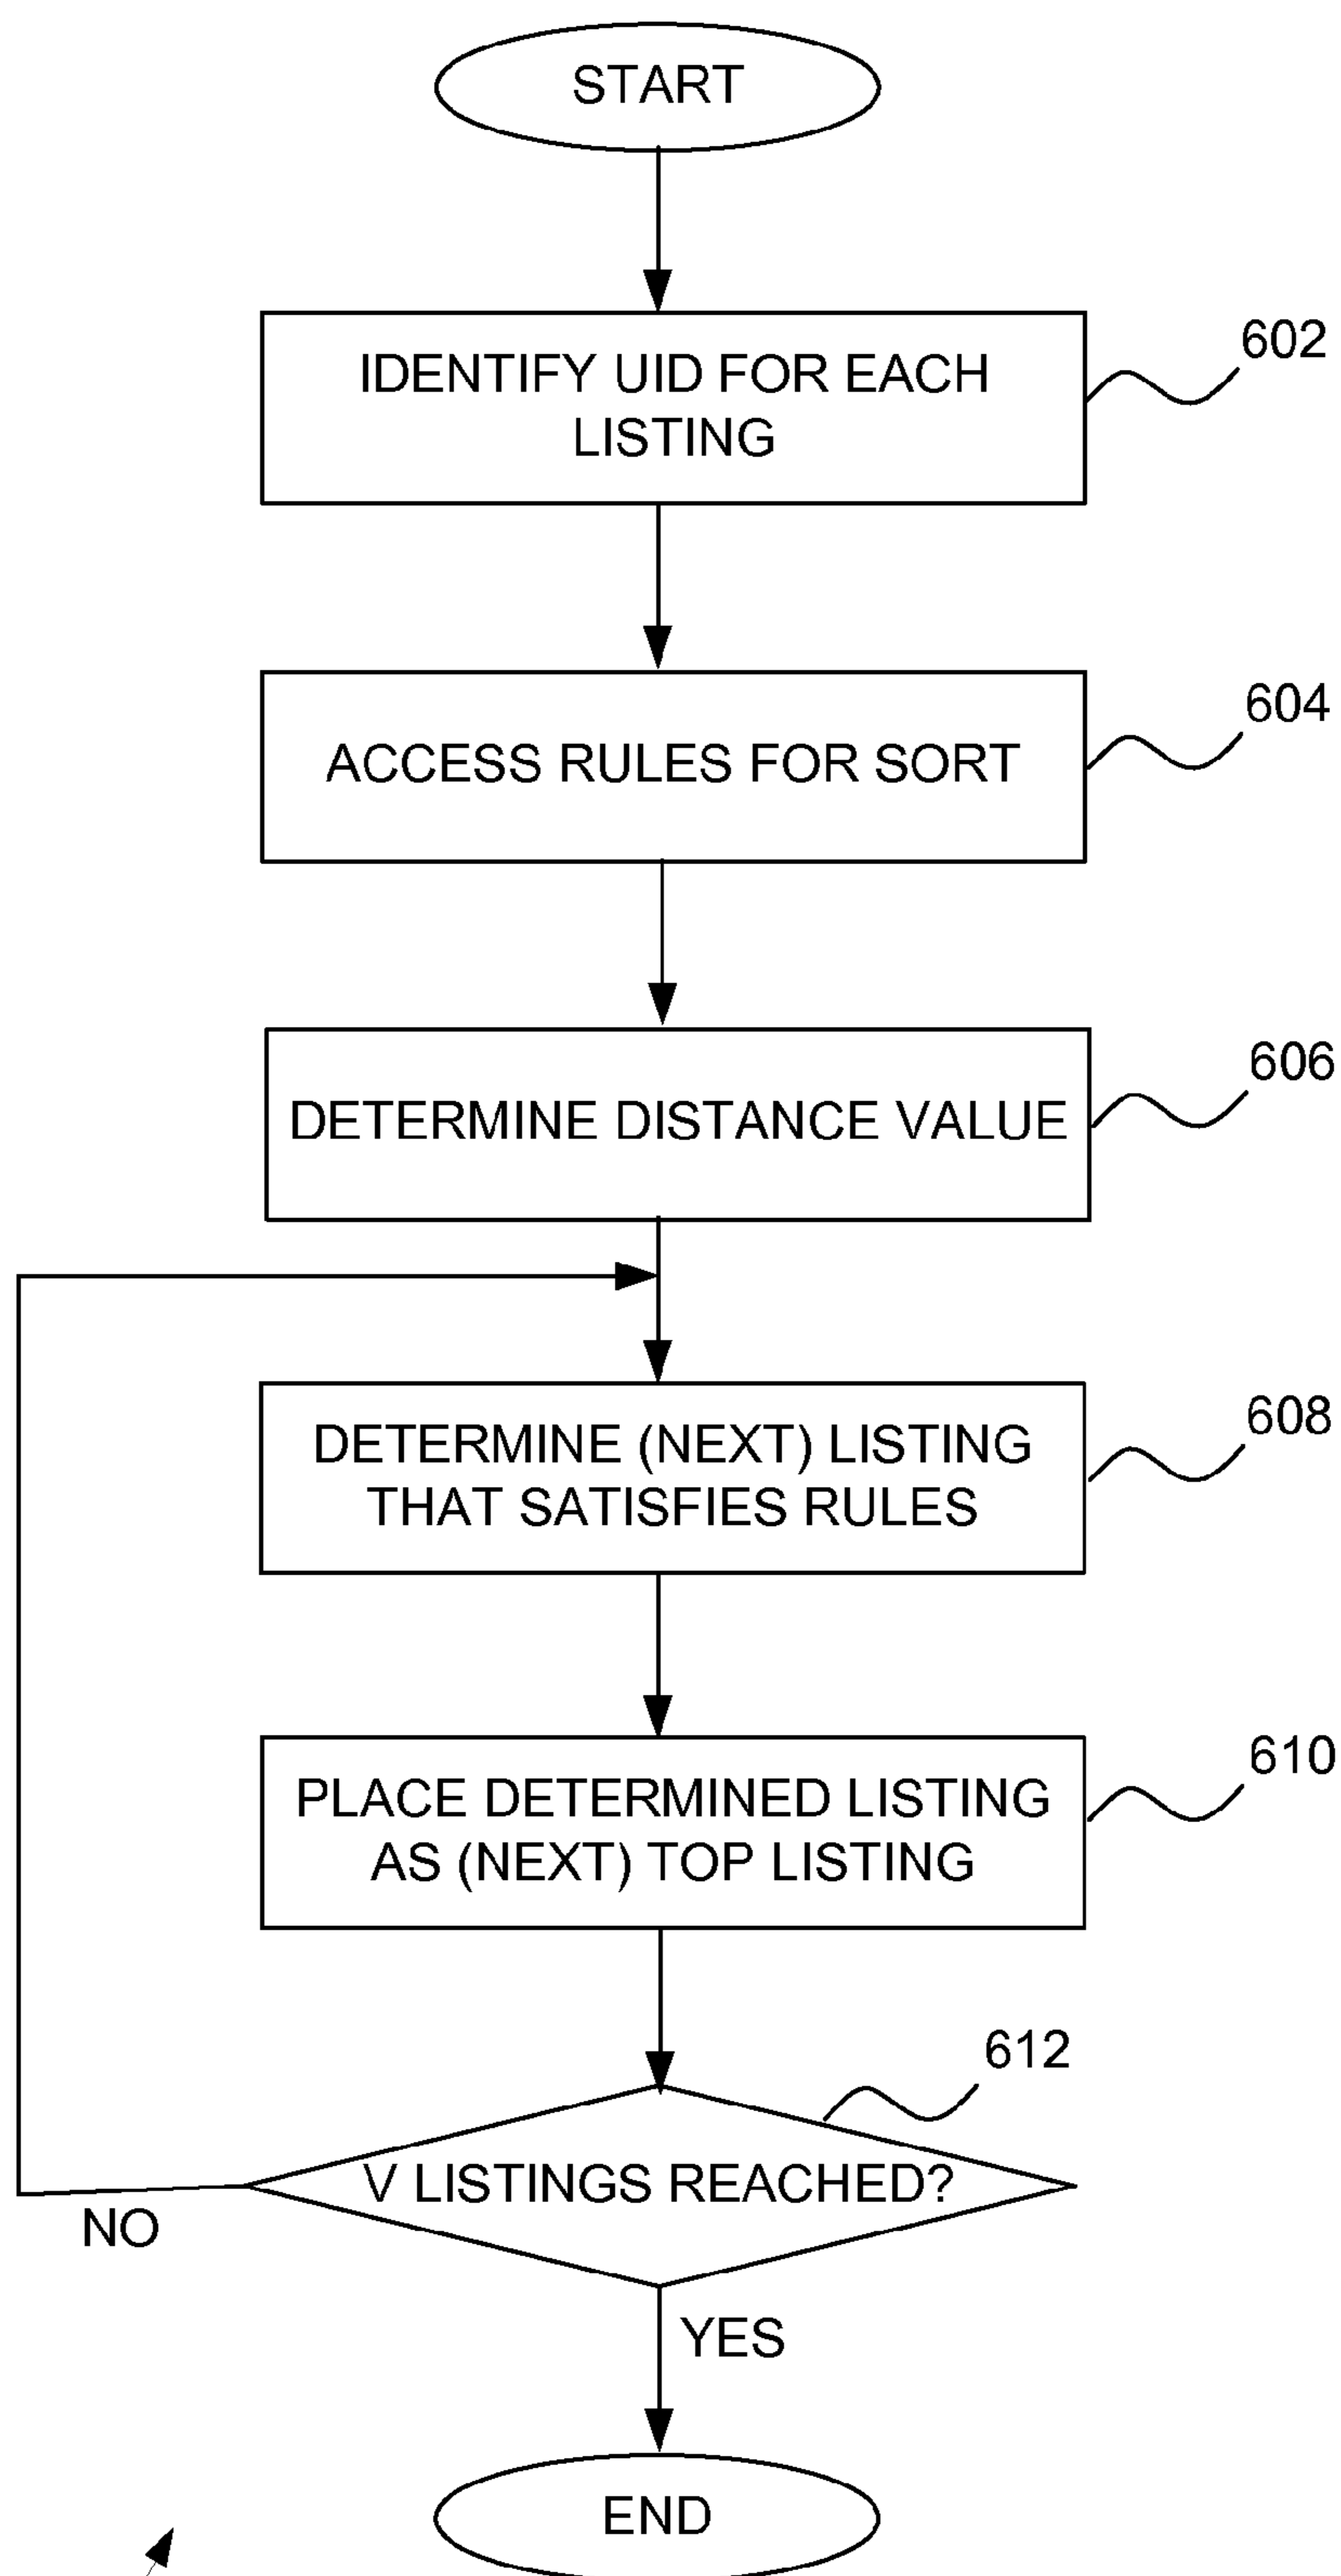 START
IDENTIFY UID FOR EACH
LISTING
602
ACCESS RULES FOR SORT
604
DETERMINE DISTANCE VALUE
606
DETERMINE (NEXT) LISTING
THAT SATISFIES RULES
608
PLACE DETERMINED LISTING
AS (NEXT) TOP LISTING
610
612
V LISTINGS REACHED?
NO
YES
END